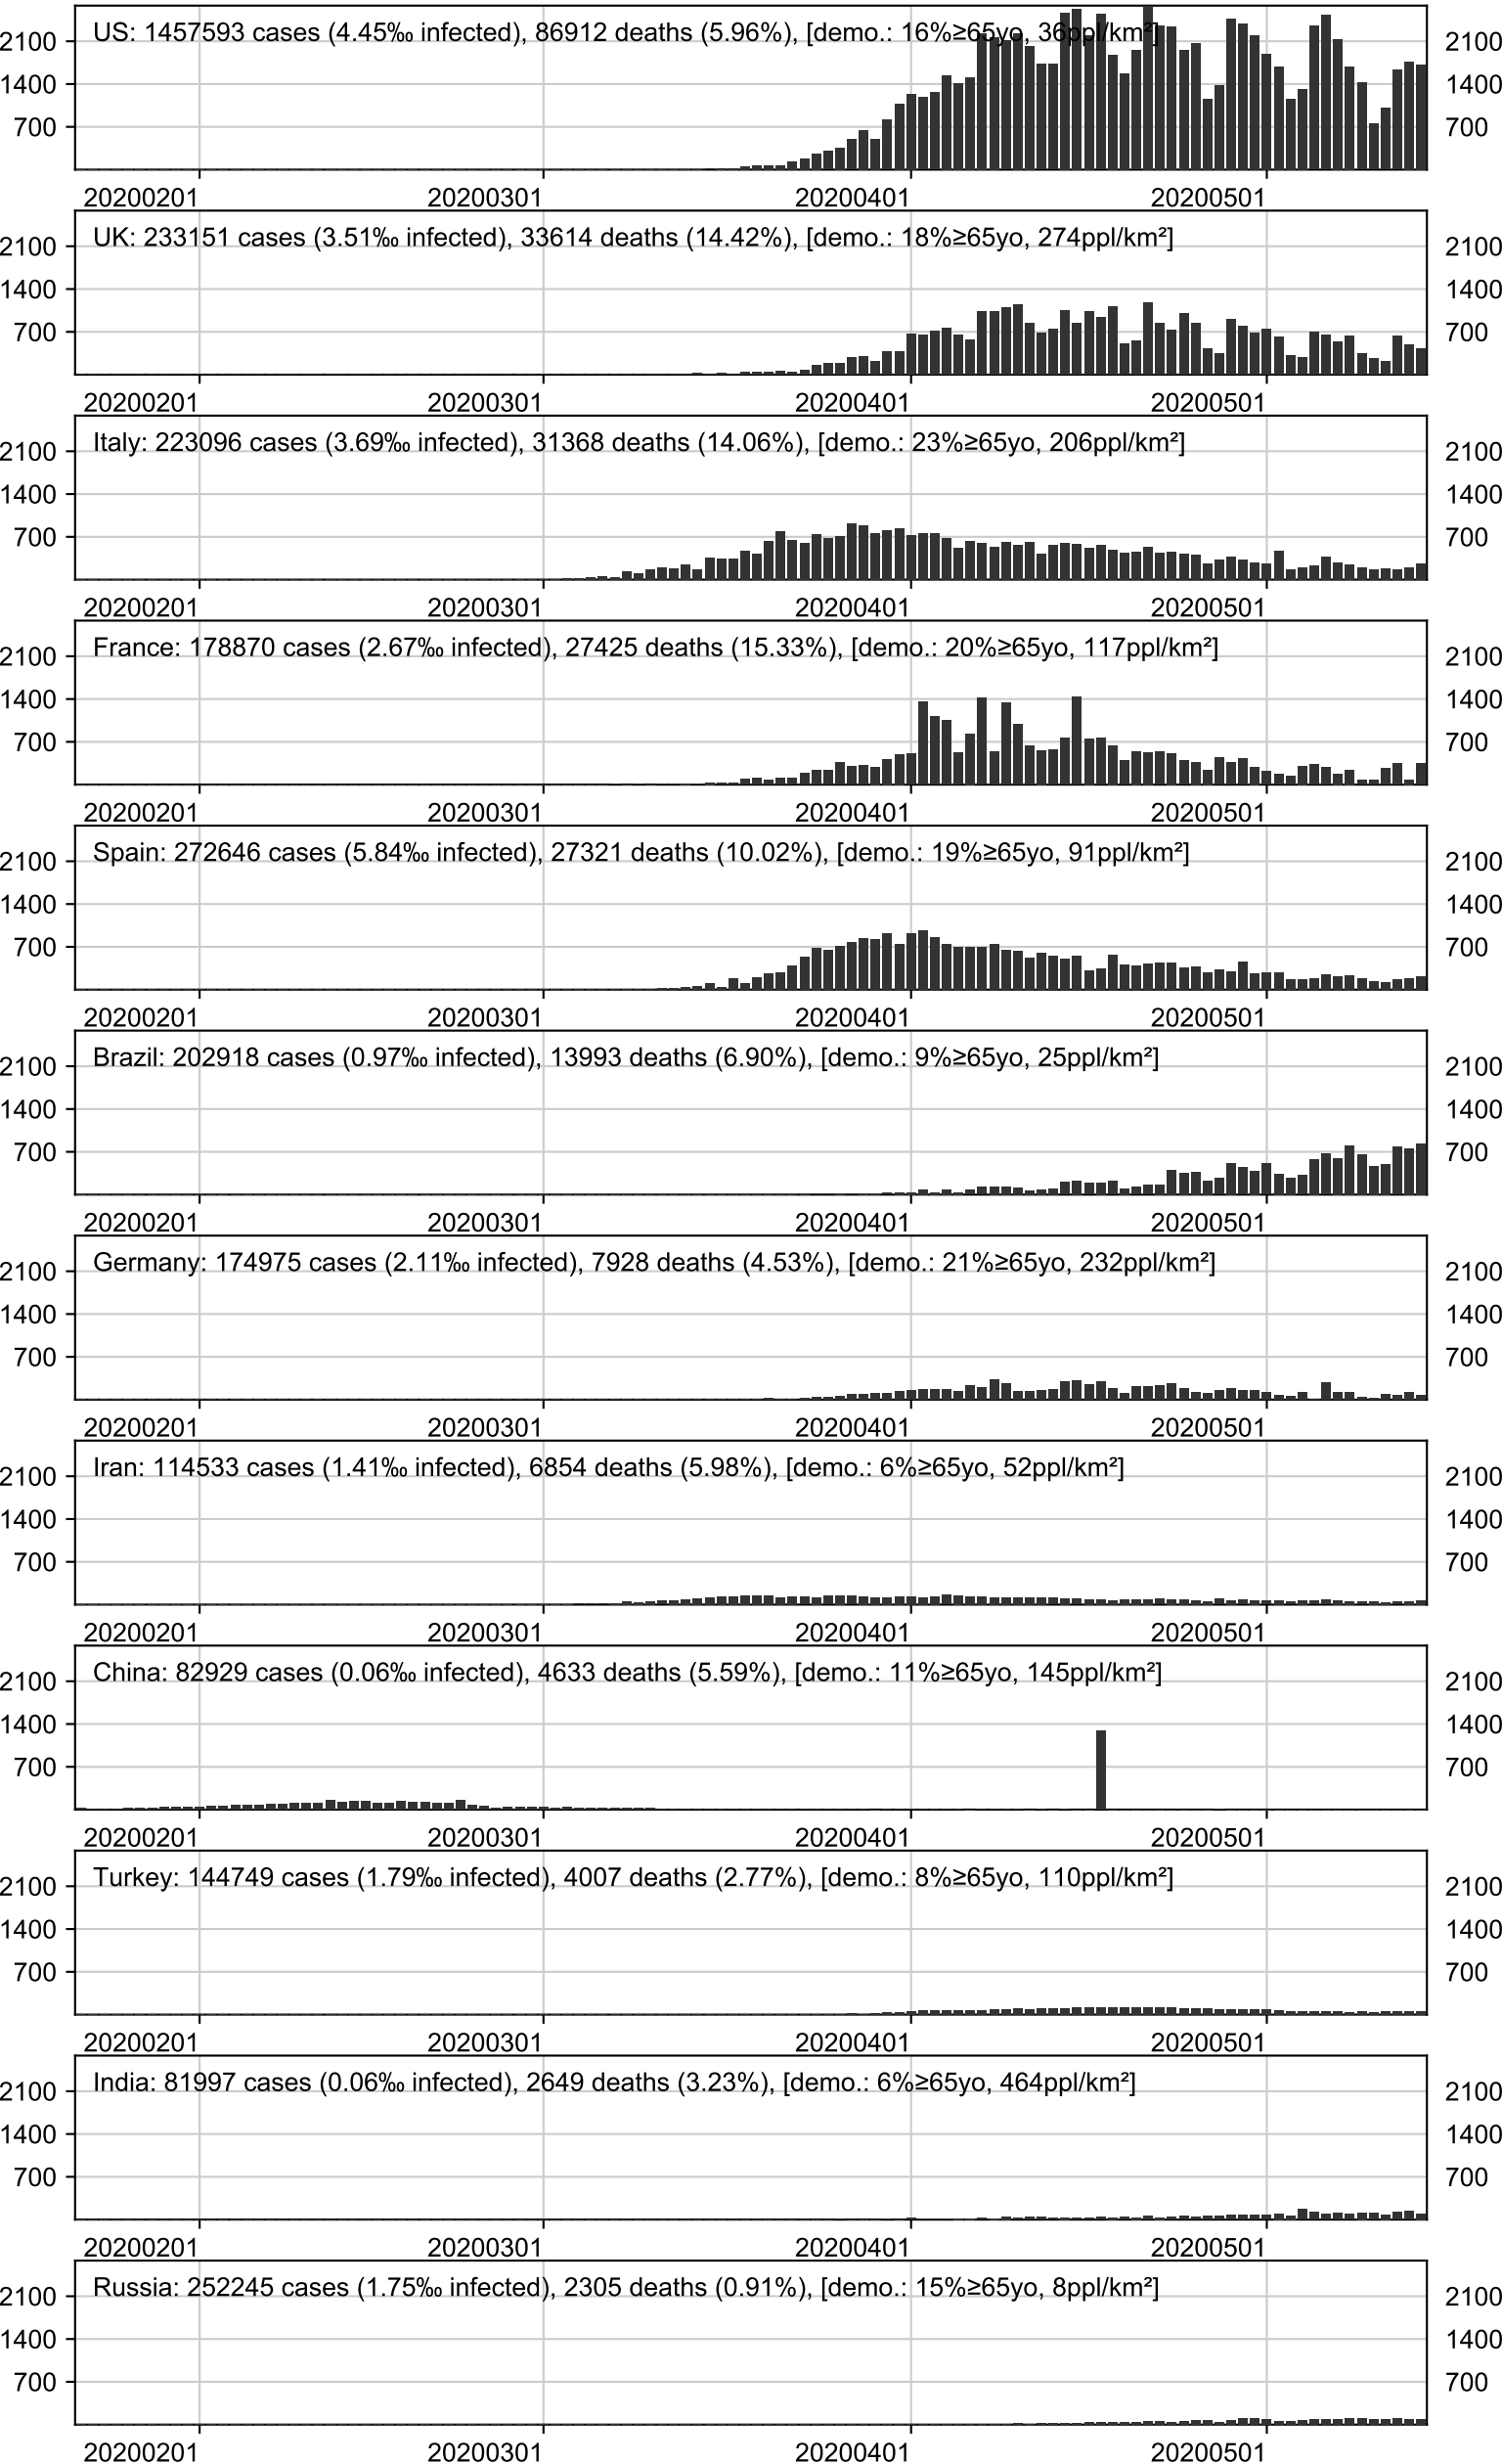 US: 1457593 cases (4.45‰ infected), 86912 deaths (5.96%), [demo.: 16%≥65yo, 36ppl/km²]
2100 2100
1400 1400
700 700
20200201 20200301 20200401 20200501
UK: 233151 cases (3.51‰ infected), 33614 deaths (14.42%), [demo.: 18%≥65yo, 274ppl/km²]
2100 2100
1400 1400
700 700
20200201 20200301 20200401 20200501
Italy: 223096 cases (3.69‰ infected), 31368 deaths (14.06%), [demo.: 23%≥65yo, 206ppl/km²]
2100 2100
1400 1400
700 700
20200201 20200301 20200401 20200501
France: 178870 cases (2.67‰ infected), 27425 deaths (15.33%), [demo.: 20%≥65yo, 117ppl/km²]
2100 2100
1400 1400
700 700
20200201 20200301 20200401 20200501
Spain: 272646 cases (5.84‰ infected), 27321 deaths (10.02%), [demo.: 19%≥65yo, 91ppl/km²]
2100 2100
1400 1400
700 700
20200201 20200301 20200401 20200501
Brazil: 202918 cases (0.97‰ infected), 13993 deaths (6.90%), [demo.: 9%≥65yo, 25ppl/km²]
2100 2100
1400 1400
700 700
20200201 20200301 20200401 20200501
Germany: 174975 cases (2.11‰ infected), 7928 deaths (4.53%), [demo.: 21%≥65yo, 232ppl/km²]
2100 2100
1400 1400
700 700
20200201 20200301 20200401 20200501
Iran: 114533 cases (1.41‰ infected), 6854 deaths (5.98%), [demo.: 6%≥65yo, 52ppl/km²]
2100 2100
1400 1400
700 700
20200201 20200301 20200401 20200501
China: 82929 cases (0.06‰ infected), 4633 deaths (5.59%), [demo.: 11%≥65yo, 145ppl/km²]
2100 2100
1400 1400
700 700
20200201 20200301 20200401 20200501
Turkey: 144749 cases (1.79‰ infected), 4007 deaths (2.77%), [demo.: 8%≥65yo, 110ppl/km²]
2100 2100
1400 1400
700 700
20200201 20200301 20200401 20200501
India: 81997 cases (0.06‰ infected), 2649 deaths (3.23%), [demo.: 6%≥65yo, 464ppl/km²]
2100 2100
1400 1400
700 700
20200201 20200301 20200401 20200501
Russia: 252245 cases (1.75‰ infected), 2305 deaths (0.91%), [demo.: 15%≥65yo, 8ppl/km²]
2100 2100
1400 1400
700 700
20200201 20200301 20200401 20200501